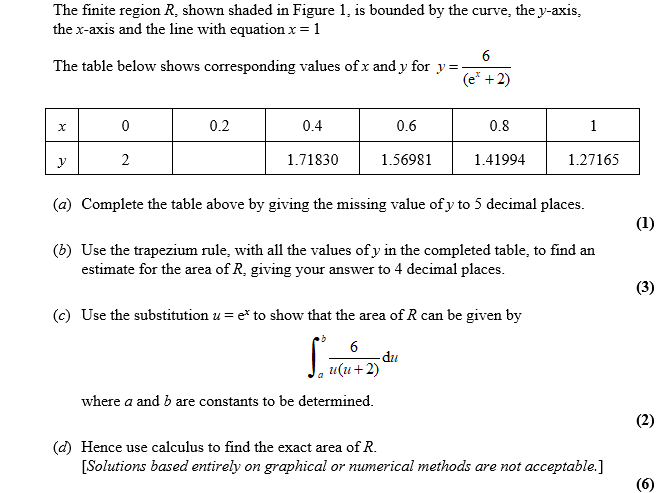 The finite region R, shown shaded in Figure 1, is bounded by the curve, the y-axis,
the x-axis and the line with equation x = 1
The table below shows corresponding values of x and y for y = 6/(eˣ + 2)
x 0 0.2 0.4 0.6 0.8 1
y 2 1.71830 1.56981 1.41994 1.27165
(a) Complete the table above by giving the missing value of y to 5 decimal places.
(1)
(b) Use the trapezium rule, with all the values of y in the completed table, to find an
estimate for the area of R, giving your answer to 4 decimal places.
(3)
(c) Use the substitution u = eˣ to show that the area of R can be given by
∫ₐᵇ 6/(u(u + 2)) du
where a and b are constants to be determined.
(2)
(d) Hence use calculus to find the exact area of R.
[Solutions based entirely on graphical or numerical methods are not acceptable.]
(6)